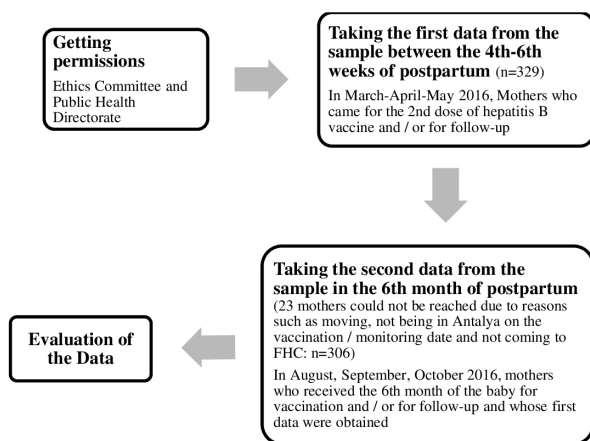 Getting
permissions
Ethics Committee and
Public Health
Directorate
Taking the first data from the
sample between the 4th-6th
weeks of postpartum (n=329)
In March-April-May 2016, Mothers who
came for the 2nd dose of hepatitis B
vaccine and / or for follow-up
Taking the second data from the
sample in the 6th month of postpartum
(23 mothers could not be reached due to reasons
such as moving, not being in Antalya on the
vaccination / monitoring date and not coming to
FHC: n=306)
In August, September, October 2016, mothers
who received the 6th month of the baby for
vaccination and / or for follow-up and whose first
data were obtained
Evaluation of
the Data